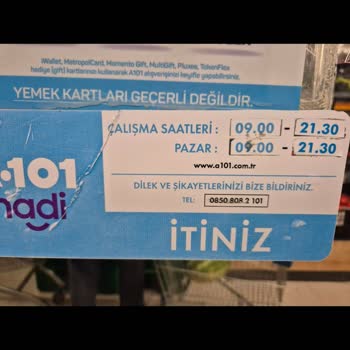 iWallet, MetropolCard, Momento Gift, MultiGift, Pluxee, TokenFlex
hediye (gift) kartlarının kullanarak A101 alışverişinizi keyifle yapabilirsiniz.
YEMEK KARTLARI GEÇERLİ DEĞİLDİR.
ÇALIŞMA SAATLERİ : 09.00 - 21.30
PAZAR : 09.00 - 21.30
www.a101.com.tr
A101
hadi
DİLEK VE ŞİKAYETLERİNİZİ BİZE BİLDİRİNİZ.
TEL: 0850 808 2 101
İTİNİZ